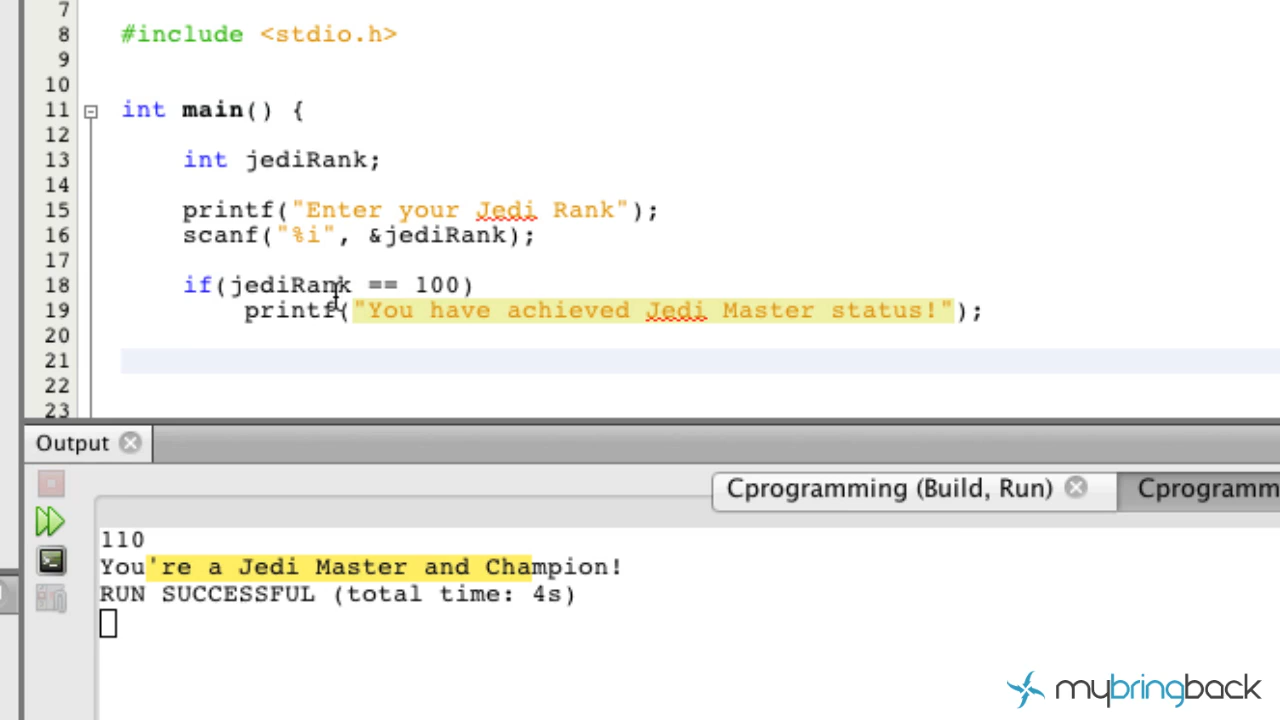 7
8 #include <stdio.h>
9
10
11 int main() {
12
13 int jediRank;
14
15 printf("Enter your Jedi Rank");
16 scanf("%i", &jediRank);
17
18 if(jediRank == 100)
19 printf("You have achieved Jedi Master status!");
20
21
22
23
Output
Cprogramming (Build, Run) Cprogramm
110
You're a Jedi Master and Champion!
RUN SUCCESSFUL (total time: 4s)
mybringback